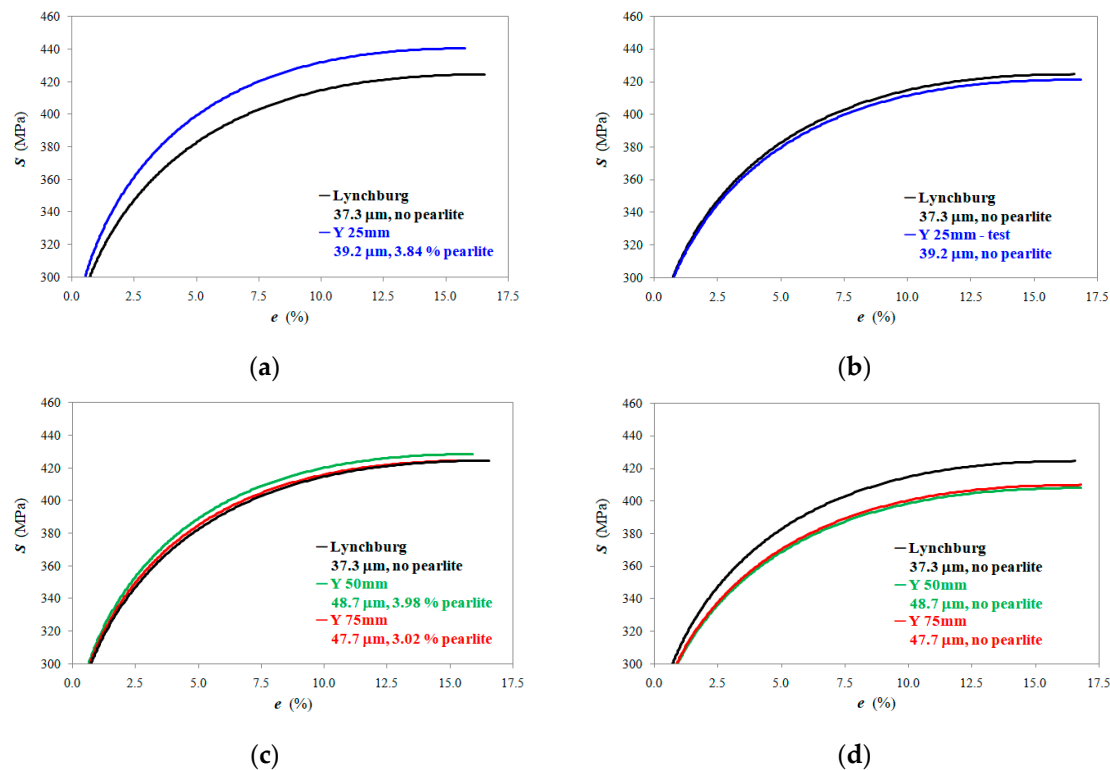 460
440
420
400
380
360
340
320
300
S (MPa)
0.0 2.5 5.0 7.5 10.0 12.5 15.0 17.5
e (%)
Lynchburg
37.3 µm, no pearlite
Y 25mm
39.2 µm, 3.84 % pearlite
(a)
460
440
420
400
380
360
340
320
300
S (MPa)
0.0 2.5 5.0 7.5 10.0 12.5 15.0 17.5
e (%)
Lynchburg
37.3 µm, no pearlite
Y 25mm - test
39.2 µm, no pearlite
(b)
460
440
420
400
380
360
340
320
300
S (MPa)
0.0 2.5 5.0 7.5 10.0 12.5 15.0 17.5
e (%)
Lynchburg
37.3 µm, no pearlite
Y 50mm
48.7 µm, 3.98 % pearlite
Y 75mm
47.7 µm, 3.02 % pearlite
(c)
460
440
420
400
380
360
340
320
300
S (MPa)
0.0 2.5 5.0 7.5 10.0 12.5 15.0 17.5
e (%)
Lynchburg
37.3 µm, no pearlite
Y 50mm
48.7 µm, no pearlite
Y 75mm
47.7 µm, no pearlite
(d)